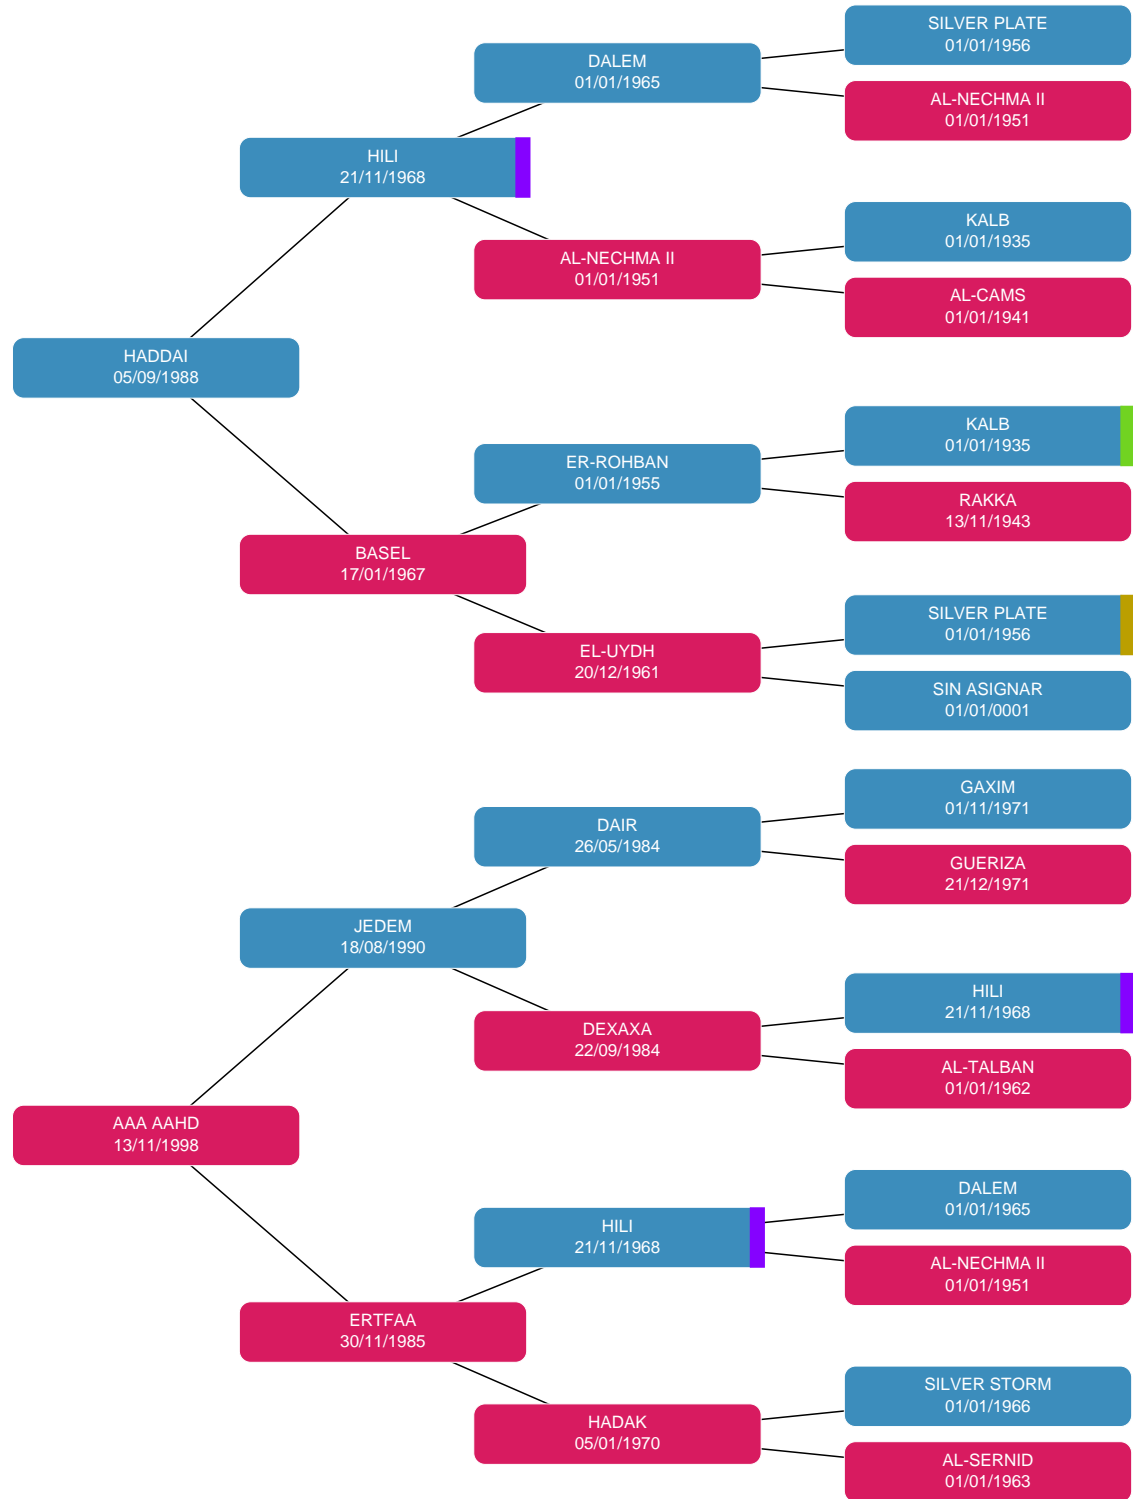 SILVER PLATE
01/01/1956
DALEM
01/01/1965
AL-NECHMA II
01/01/1951
HILI
21/11/1968
KALB
01/01/1935
AL-NECHMA II
01/01/1951
AL-CAMS
01/01/1941
HADDAI
05/09/1988
KALB
01/01/1935
ER-ROHBAN
01/01/1955
RAKKA
13/11/1943
BASEL
17/01/1967
SILVER PLATE
01/01/1956
EL-UYDH
20/12/1961
SIN ASIGNAR
01/01/0001
GAXIM
01/11/1971
DAIR
26/05/1984
GUERIZA
21/12/1971
JEDEM
18/08/1990
HILI
21/11/1968
DEXAXA
22/09/1984
AL-TALBAN
01/01/1962
AAA AAHD
13/11/1998
DALEM
01/01/1965
HILI
21/11/1968
AL-NECHMA II
01/01/1951
ERTFAA
30/11/1985
SILVER STORM
01/01/1966
HADAK
05/01/1970
AL-SERNID
01/01/1963